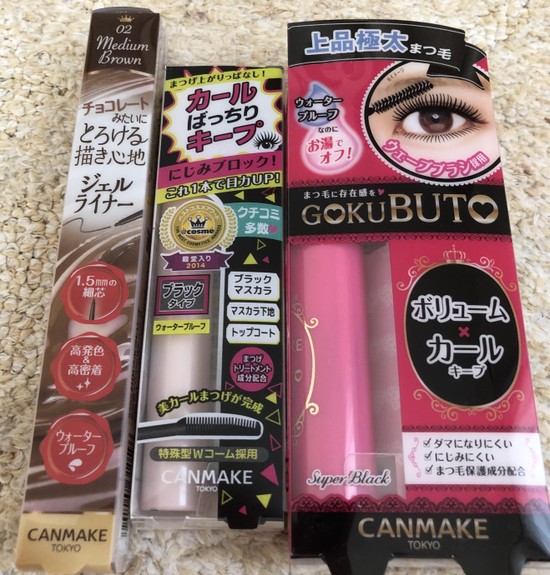 02
Medium
Brown
チョコレート
みたいに
とろける
描き心地
ジェル
ライナー
1.5mmの
細芯
高発色
&
高密着
ウォーター
プルーフ
CANMAKE
TOKYO
まつげ上がりっぱなし!
カール
ばっちり
キープ
にじみブロック!
これ1本で目力UP!
@cosme
殿堂入り
2014
クチコミ
多数
ブラック
タイプ
ウォータープルーフ
ブラック
マスカラ
マスカラ下地
トップコート
まつげ
トリートメント
成分配合
美カールまつげが完成
特殊型Wコーム採用
CANMAKE
TOKYO
上品極太まつ毛
ウォーター
プルーフ
なのに
お湯で
オフ!
ウェーブブラシ採用
まつ毛に存在感を
GOKUBUTO
ボリューム
×
カール
キープ
ダマになりにくい
にじみにくい
まつ毛保護成分配合
Super Black
CANMAKE
TOKYO